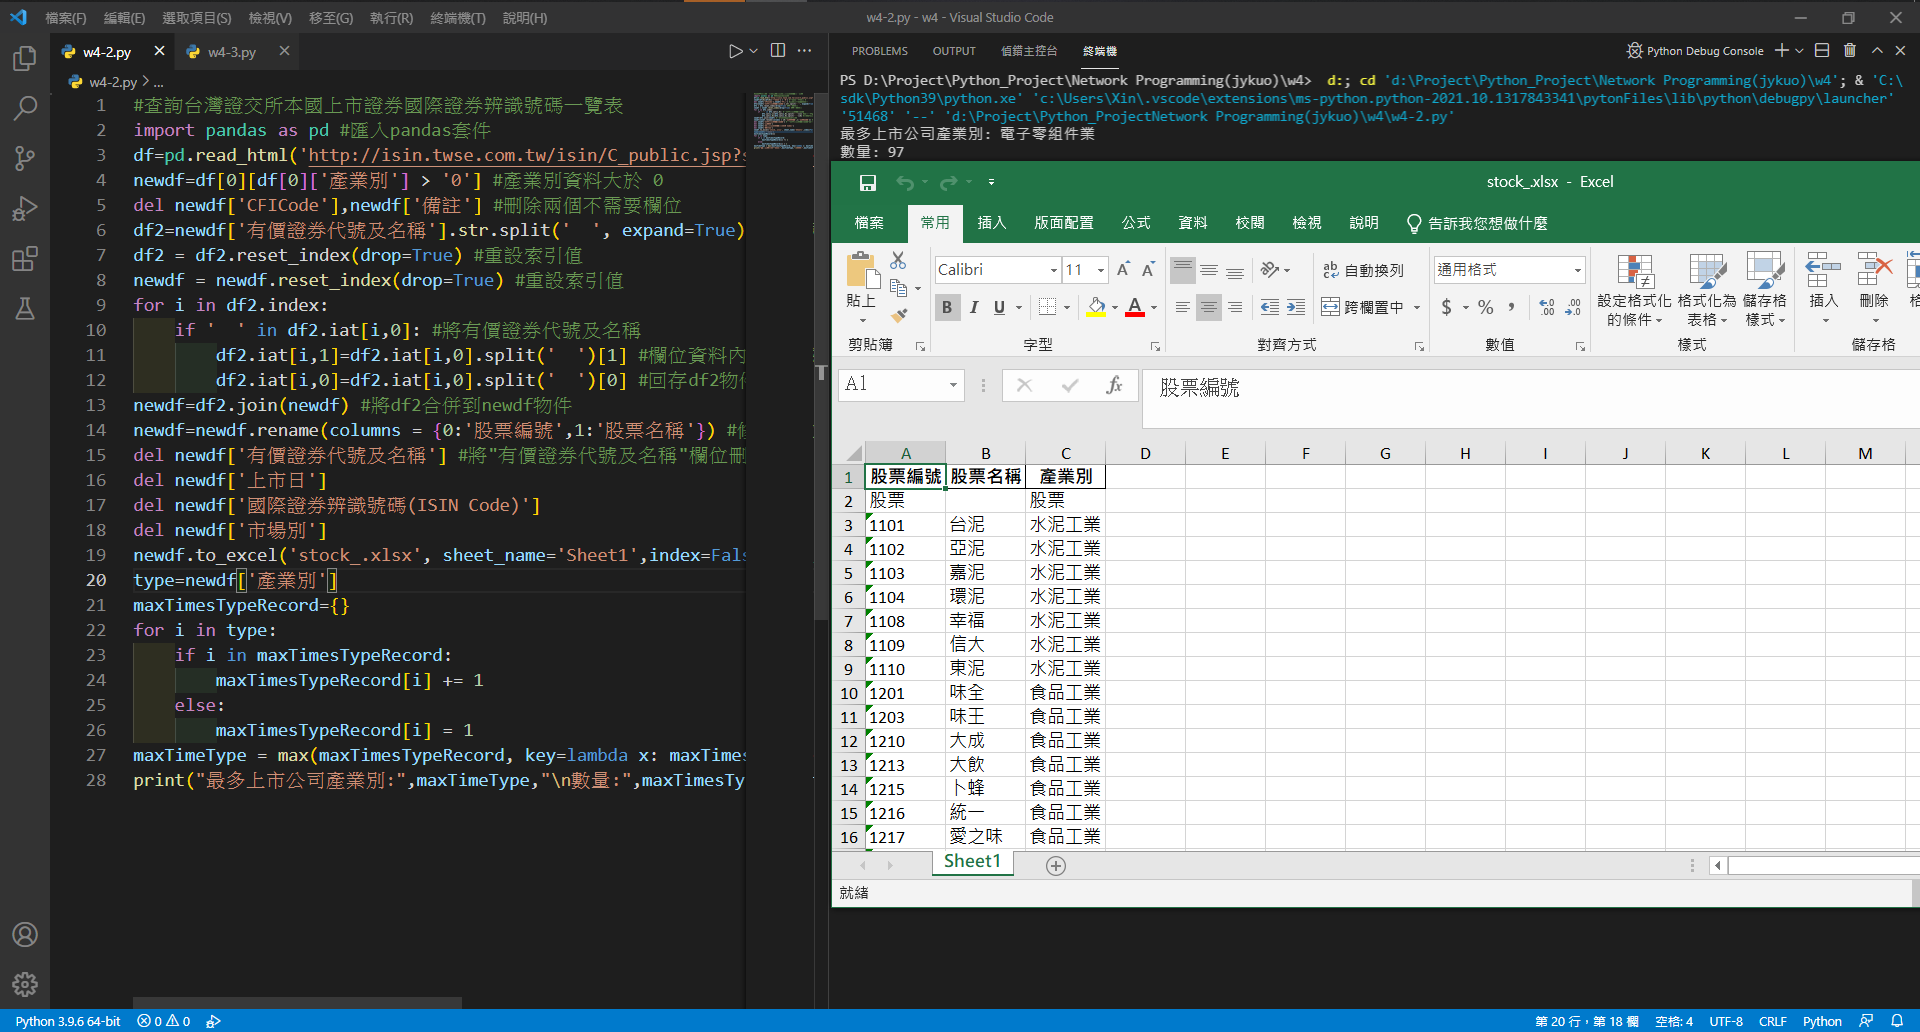 檔案(F) 編輯(E) 選取項目(S) 檢視(V) 移至(G) 執行(R) 終端機(T) 說明(H)
w4-2.py - w4 - Visual Studio Code
w4-2.py w4-3.py
w4-2.py > ...
1 #查詢台灣證交所本國上市證券國際證券辨識號碼一覽表
2 import pandas as pd #匯入pandas套件
3 df=pd.read_html('http://isin.twse.com.tw/isin/C_public.jsp?s
4 newdf=df[0][df[0]['產業別'] > '0'] #產業別資料大於 0
5 del newdf['CFICode'],newdf['備註'] #刪除兩個不需要欄位
6 df2=newdf['有價證券代號及名稱'].str.split('  ', expand=True)
7 df2 = df2.reset_index(drop=True) #重設索引值
8 newdf = newdf.reset_index(drop=True) #重設索引值
9 for i in df2.index:
10 if '  ' in df2.iat[i,0]: #將有價證券代號及名稱
11 df2.iat[i,1]=df2.iat[i,0].split('  ')[1] #欄位資料內
12 df2.iat[i,0]=df2.iat[i,0].split('  ')[0] #回存df2物件
13 newdf=df2.join(newdf) #將df2合併到newdf物件
14 newdf=newdf.rename(columns = {0:'股票編號',1:'股票名稱'}) #
15 del newdf['有價證券代號及名稱'] #將"有價證券代號及名稱"欄位刪
16 del newdf['上市日']
17 del newdf['國際證券辨識號碼(ISIN Code)']
18 del newdf['市場別']
19 newdf.to_excel('stock_.xlsx', sheet_name='Sheet1',index=Fals
20 type=newdf['產業別']
21 maxTimesTypeRecord={}
22 for i in type:
23 if i in maxTimesTypeRecord:
24 maxTimesTypeRecord[i] += 1
25 else:
26 maxTimesTypeRecord[i] = 1
27 maxTimeType = max(maxTimesTypeRecord, key=lambda x: maxTimes
28 print("最多上市公司產業別:",maxTimeType,"\n數量:",maxTimesTy
PROBLEMS OUTPUT 偵錯主控台 終端機
Python Debug Console
PS D:\Project\Python_Project\Network Programming(jykuo)\w4>  d:; cd 'd:\Project\Python_Project\Network Programming(jykuo)\w4'; & 'C:\
sdk\Python39\python.xe' 'c:\Users\Xin\.vscode\extensions\ms-python.python-2021.10.1317843341\pytonFiles\lib\python\debugpy\launcher'
'51468' '--' 'd:\Project\Python_ProjectNetwork Programming(jykuo)\w4\w4-2.py'
最多上市公司產業別: 電子零組件業
數量: 97
stock_.xlsx - Excel
檔案 常用 插入 版面配置 公式 資料 校閱 檢視 說明 告訴我您想做什麼
貼上 Calibri 11 自動換列 通用格式
B I U A 跨欄置中 $ % 設定格式化的條件 格式化為表格 儲存格樣式 插入 刪除 格
剪貼簿 字型 對齊方式 數值 樣式 儲存格
A1 fx 股票編號
A B C D E F G H I J K L M
1 股票編號 股票名稱 產業別
2 股票 股票
3 1101 台泥 水泥工業
4 1102 亞泥 水泥工業
5 1103 嘉泥 水泥工業
6 1104 環泥 水泥工業
7 1108 幸福 水泥工業
8 1109 信大 水泥工業
9 1110 東泥 水泥工業
10 1201 味全 食品工業
11 1203 味王 食品工業
12 1210 大成 食品工業
13 1213 大飲 食品工業
14 1215 卜蜂 食品工業
15 1216 統一 食品工業
16 1217 愛之味 食品工業
Sheet1
就緒
Python 3.9.6 64-bit 0 0
第 20 行，第 18 欄 空格: 4 UTF-8 CRLF Python